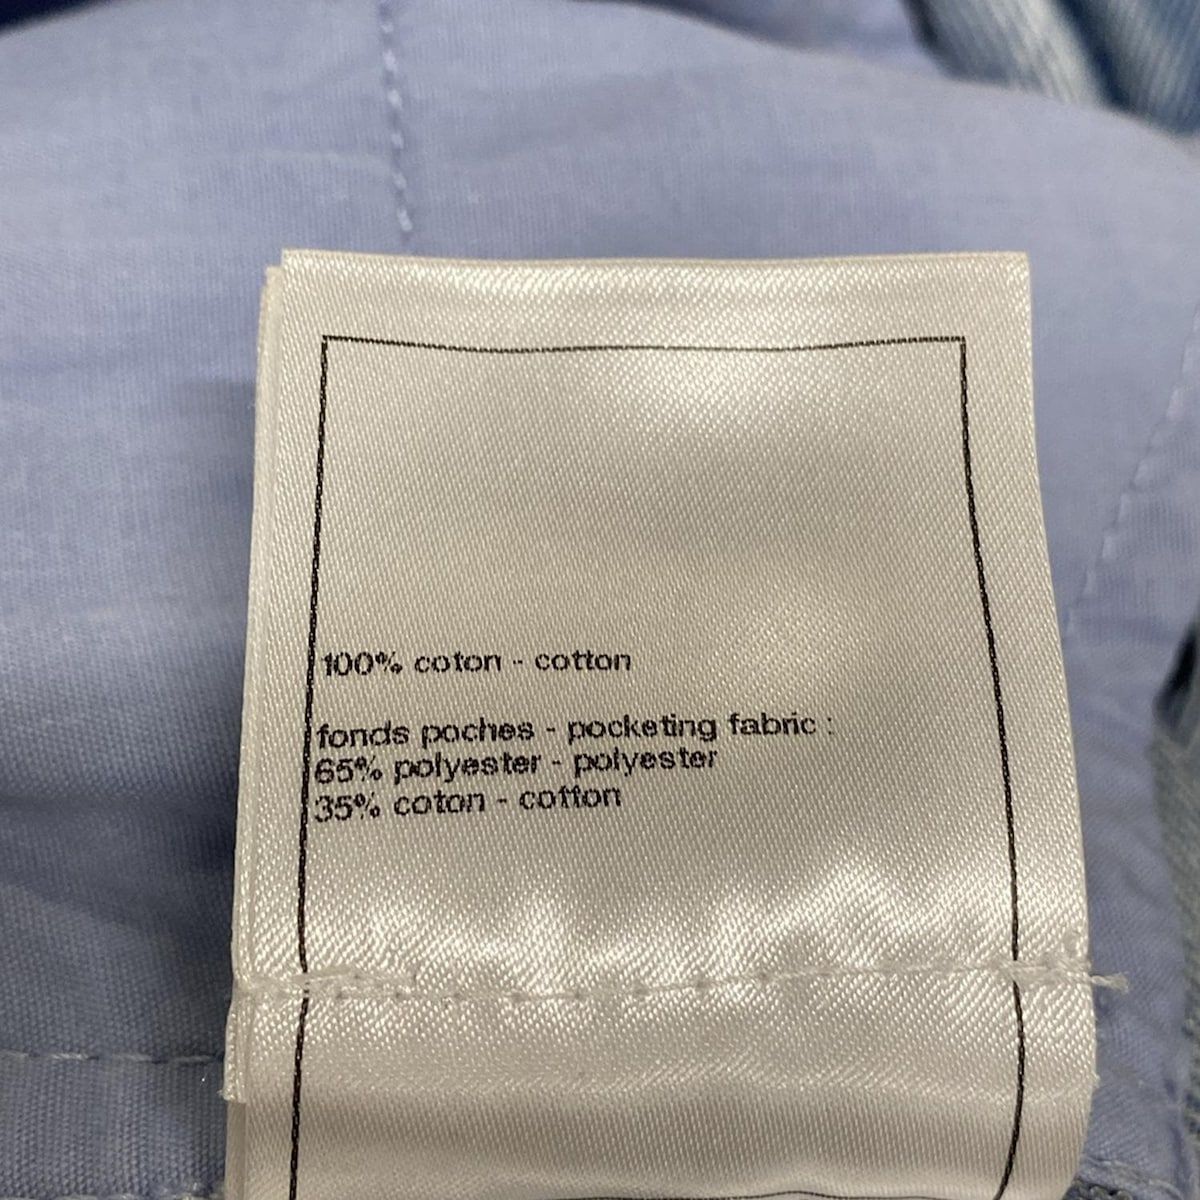 100% coton - cotton
fonds poches - pocketing fabric :
65% polyester - polyester
35% coton - cotton